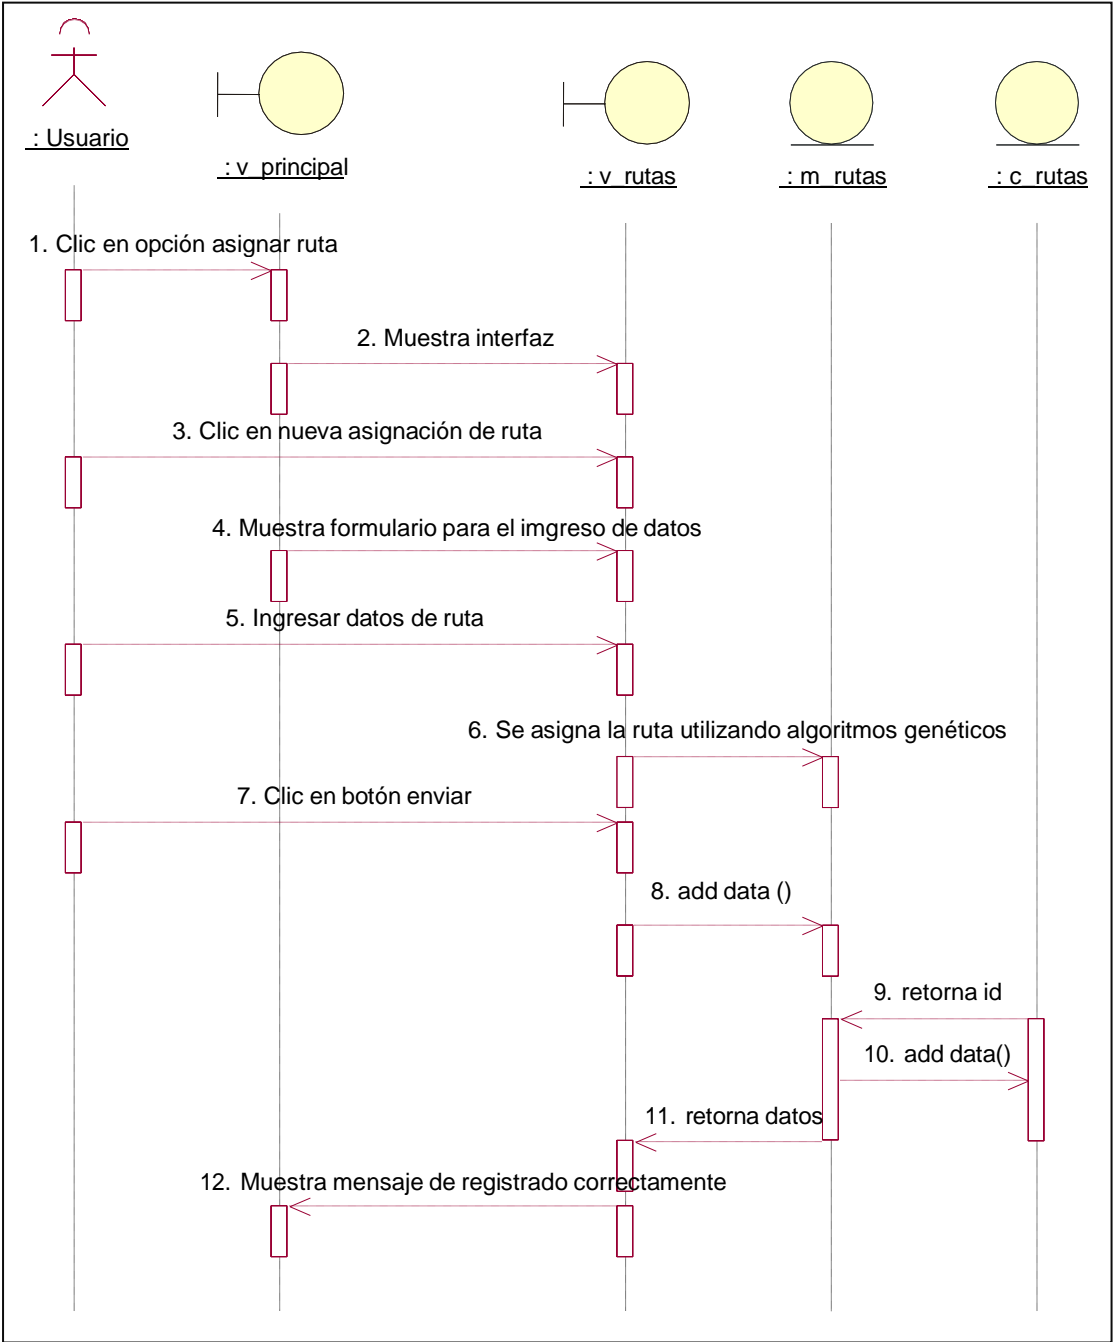 : Usuario
: v_principal
: v_rutas
: m_rutas
: c_rutas
1. Clic en opción asignar ruta
2. Muestra interfaz
3. Clic en nueva asignación de ruta
4. Muestra formulario para el imgreso de datos
5. Ingresar datos de ruta
6. Se asigna la ruta utilizando algoritmos genéticos
7. Clic en botón enviar
8. add data ()
9. retorna id
10. add data()
11. retorna datos
12. Muestra mensaje de registrado correctamente